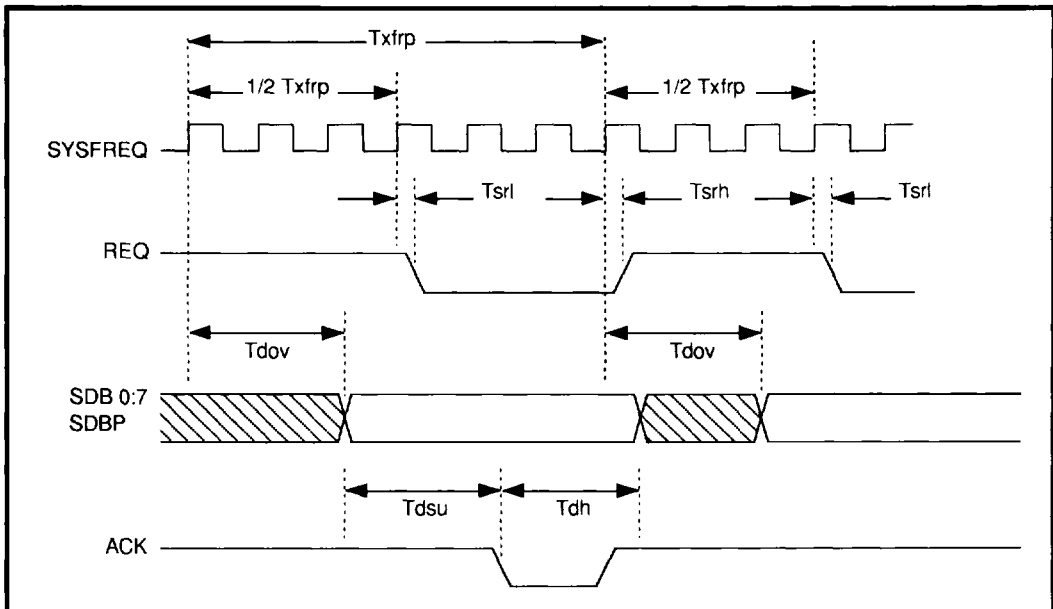 Txfrp
1/2 Txfrp 1/2 Txfrp
SYSFREQ
Tsrl Tsrh Tsrl
REQ
Tdov Tdov
SDB 0:7
SDBP
Tdsu Tdh
ACK